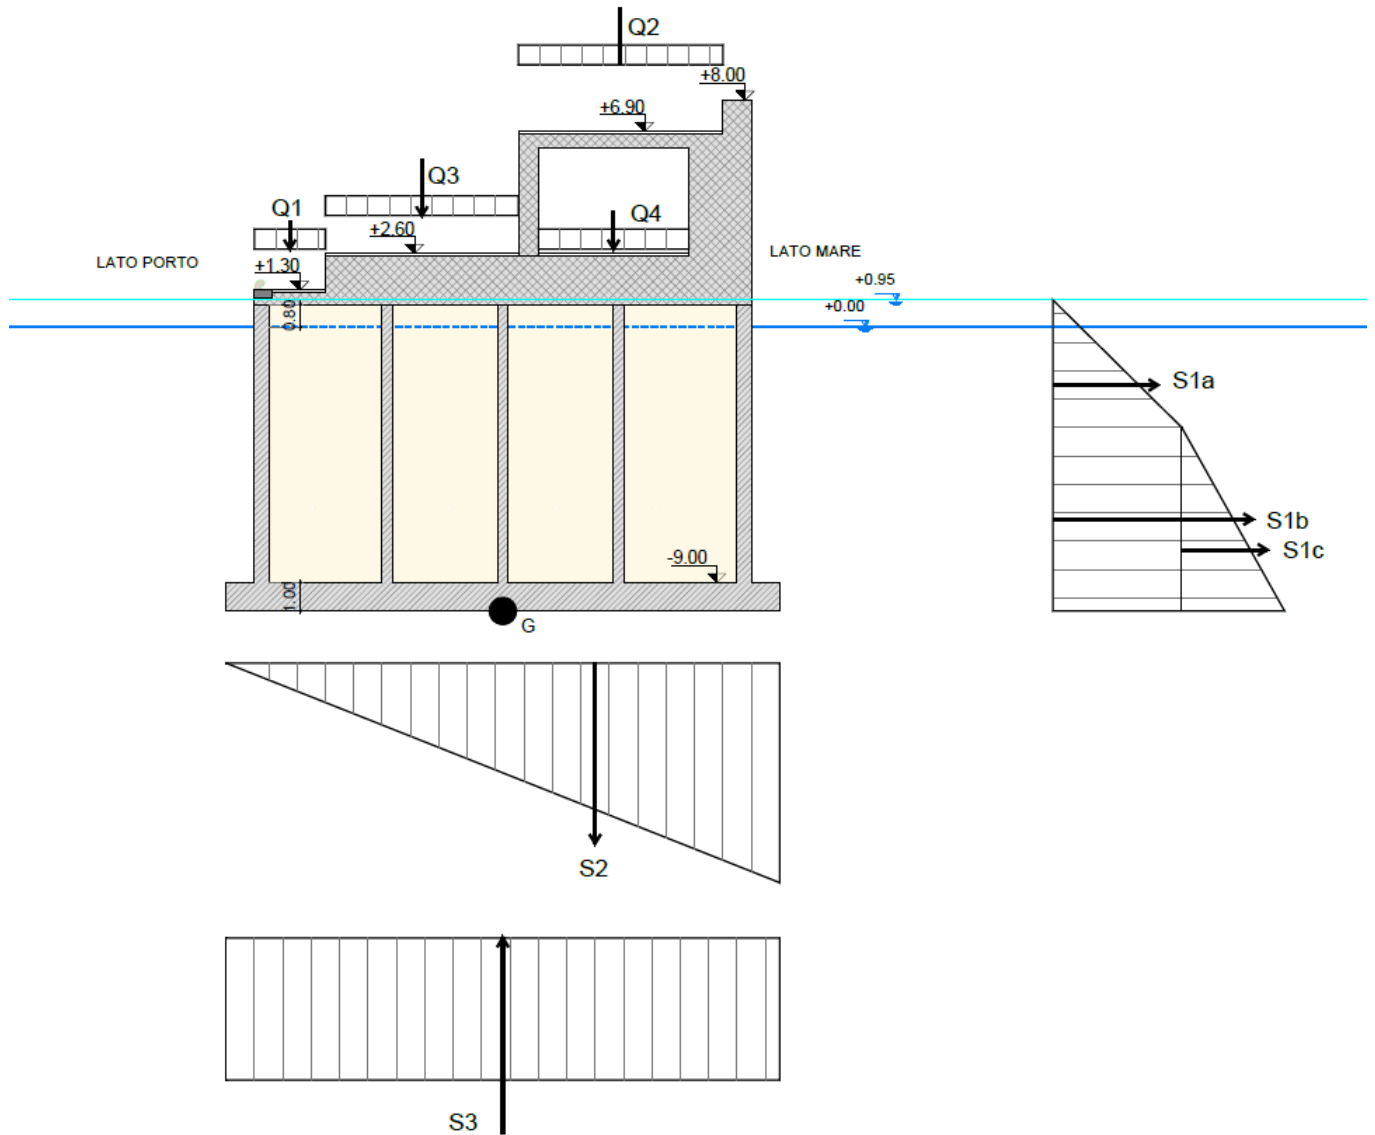 Q2
+8.00
+6.90
Q3
Q1
Q4
+2.60
LATO PORTO
LATO MARE
+1.30
+0.95
0.80
+0.00
S1a
S1b
S1c
-9.00
1.00
G
S2
S3